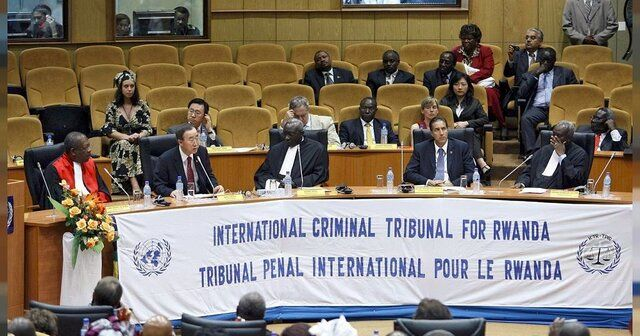 INTERNATIONAL CRIMINAL TRIBUNAL FOR RWANDA
TRIBUNAL PENAL INTERNATIONAL POUR LE RWANDA